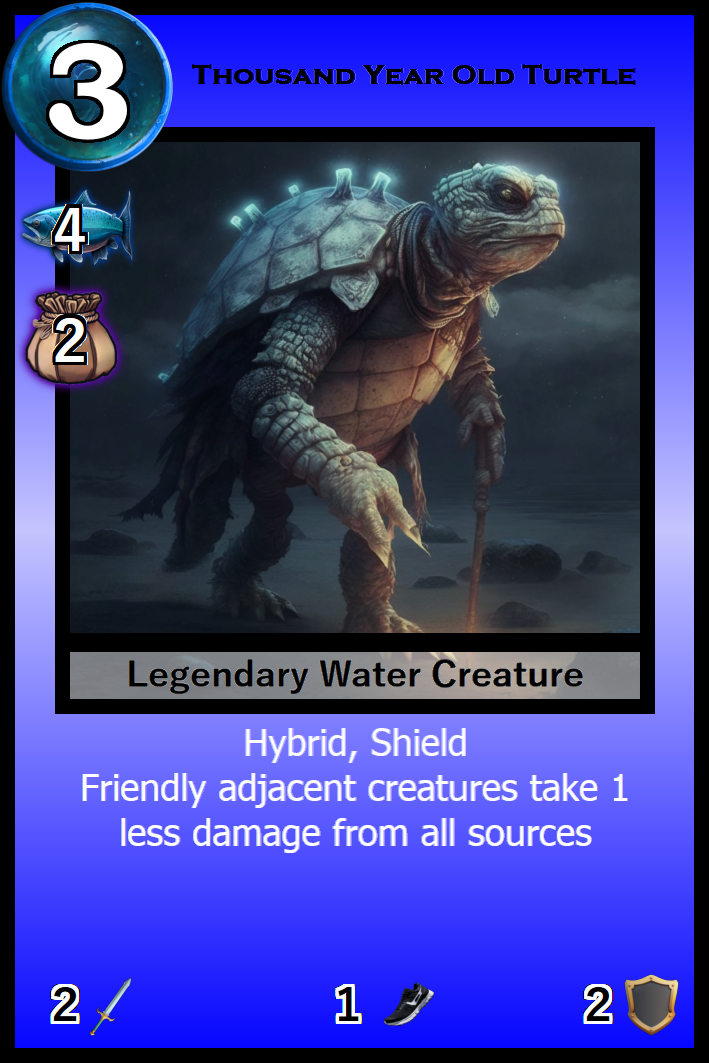 3
Thousand Year Old Turtle
4
2
Legendary Water Creature
Hybrid, Shield
Friendly adjacent creatures take 1
less damage from all sources
2 1 2